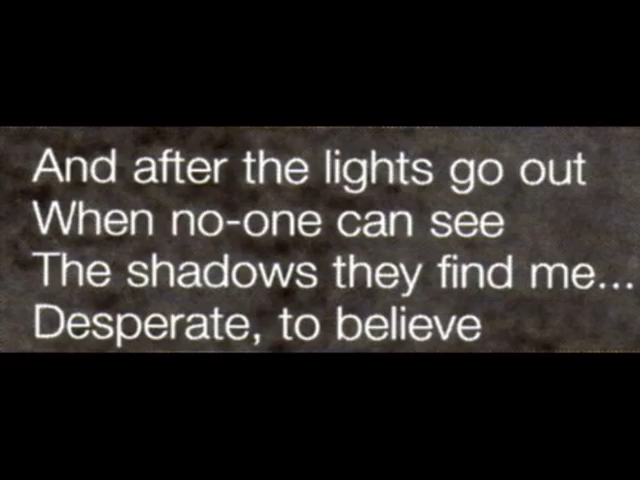 And after the lights go out
When no-one can see
The shadows they find me...
Desperate, to believe